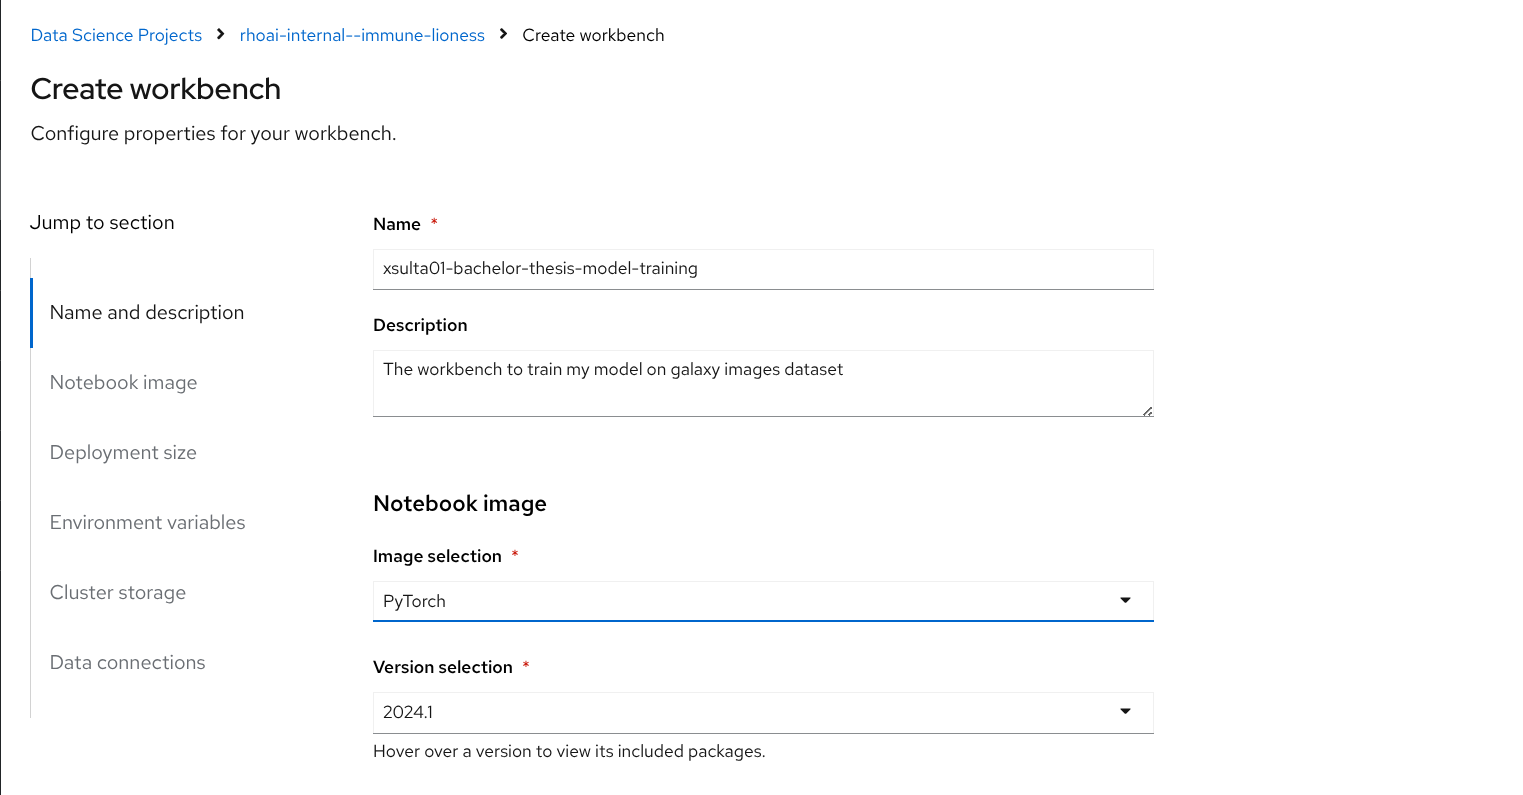 Data Science Projects > rhoai-internal--immune-lioness > Create workbench
Create workbench
Configure properties for your workbench.
Jump to section
Name and description
Notebook image
Deployment size
Environment variables
Cluster storage
Data connections
Name *
xsulta01-bachelor-thesis-model-training
Description
The workbench to train my model on galaxy images dataset
Notebook image
Image selection *
PyTorch
Version selection *
2024.1
Hover over a version to view its included packages.